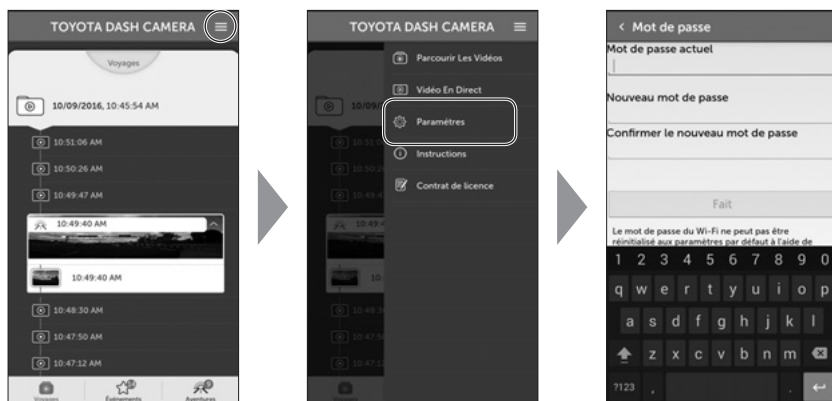 TOYOTA DASH CAMERA
Voyages
10/09/2016, 10:45:54 AM
10:51:06 AM
10:50:26 AM
10:49:47 AM
10:49:40 AM
10:49:40 AM
10:48:30 AM
10:47:50 AM
10:47:12 AM
Voyages Événements Aventures
TOYOTA DASH CAMERA
Parcourir Les Vidéos
Vidéo En Direct
10/09/
Paramètres
Instructions
Contrat de licence
< Mot de passe
Mot de passe actuel
Nouveau mot de passe
Confirmer le nouveau mot de passe
Fait
Le mot de passe du Wi-Fi ne peut pas être
réinitialisé aux paramètres par défaut à l'aide de
1 2 3 4 5 6 7 8 9 0
q w e r t y u i o p
a s d f g h j k l
z x c v b n m
?123 , .